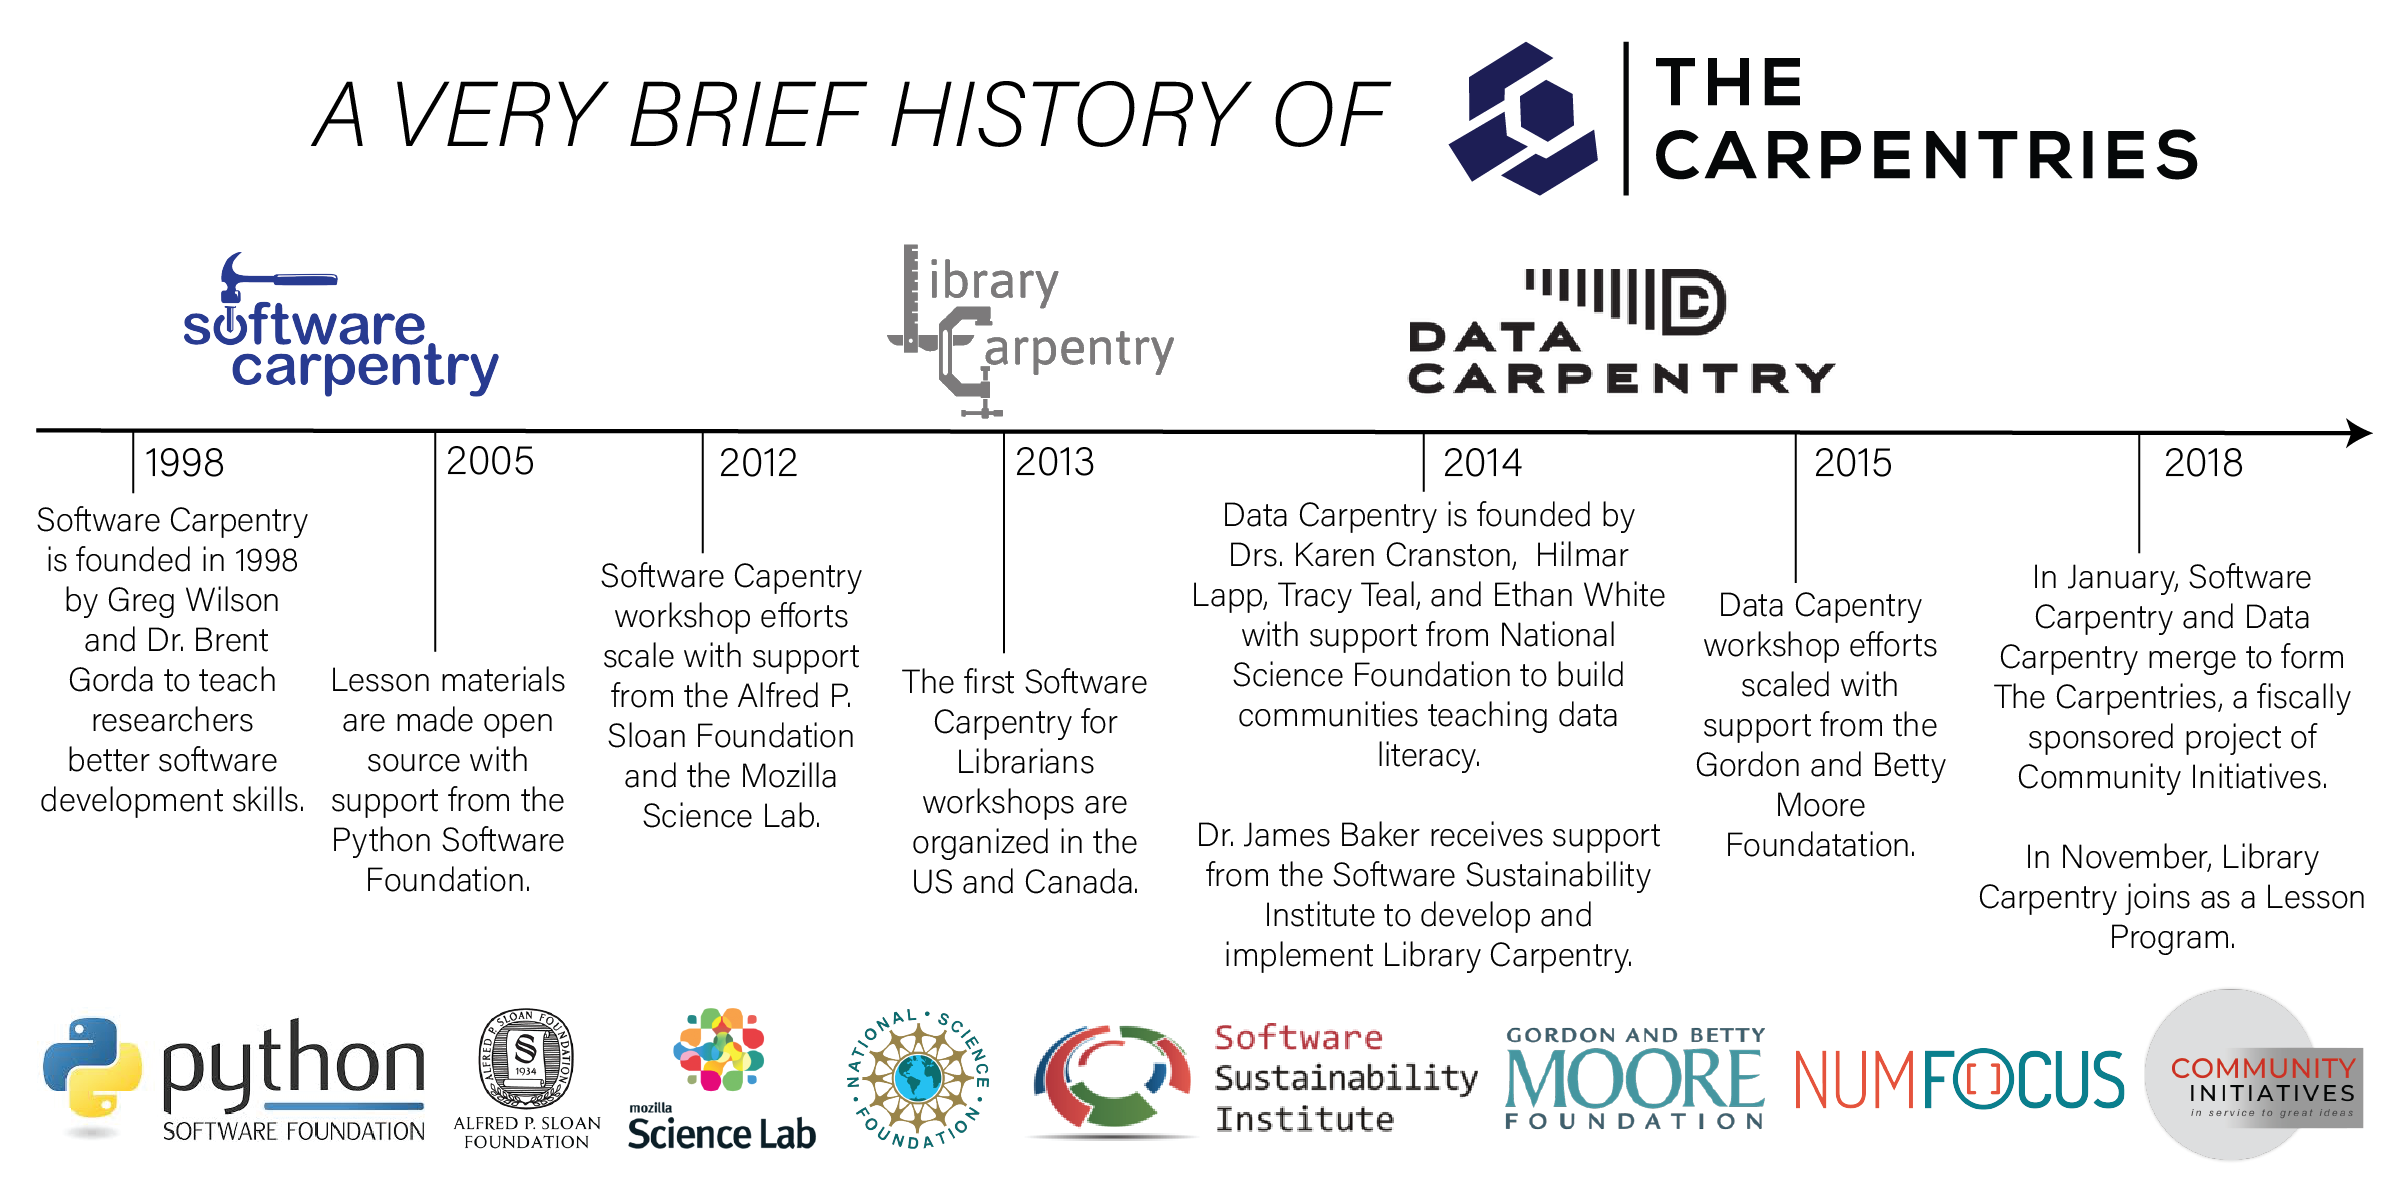 A VERY BRIEF HISTORY OF
THE
CARPENTRIES
software
carpentry
Library
Carpentry
DC
DATA
CARPENTRY
1998
Software Carpentry
is founded in 1998
by Greg Wilson
and Dr. Brent
Gorda to teach
researchers
better software
development skills.
2005
Lesson materials
are made open
source with
support from the
Python Software
Foundation.
2012
Software Capentry
workshop efforts
scale with support
from the Alfred P.
Sloan Foundation
and the Mozilla
Science Lab.
2013
The first Software
Carpentry for
Librarians
workshops are
organized in the
US and Canada.
2014
Data Carpentry is founded by
Drs. Karen Cranston,  Hilmar
Lapp, Tracy Teal, and Ethan White
with support from National
Science Foundation to build
communities teaching data
literacy.
Dr. James Baker receives support
from the Software Sustainability
Institute to develop and
implement Library Carpentry.
2015
Data Capentry
workshop efforts
scaled with
support from the
Gordon and Betty
Moore
Foundatation.
2018
In January, Software
Carpentry and Data
Carpentry merge to form
The Carpentries, a fiscally
sponsored project of
Community Initiatives.
In November, Library
Carpentry joins as a Lesson
Program.
python
SOFTWARE FOUNDATION
ALFRED P. SLOAN FOUNDATION
S
1934
ALFRED P. SLOAN
FOUNDATION
mozilla
Science Lab
NATIONAL • SCIENCE • FOUNDATION •
Software
Sustainability
Institute
GORDON AND BETTY
MOORE
FOUNDATION
NUMFOCUS
COMMUNITY
INITIATIVES
in service to great ideas